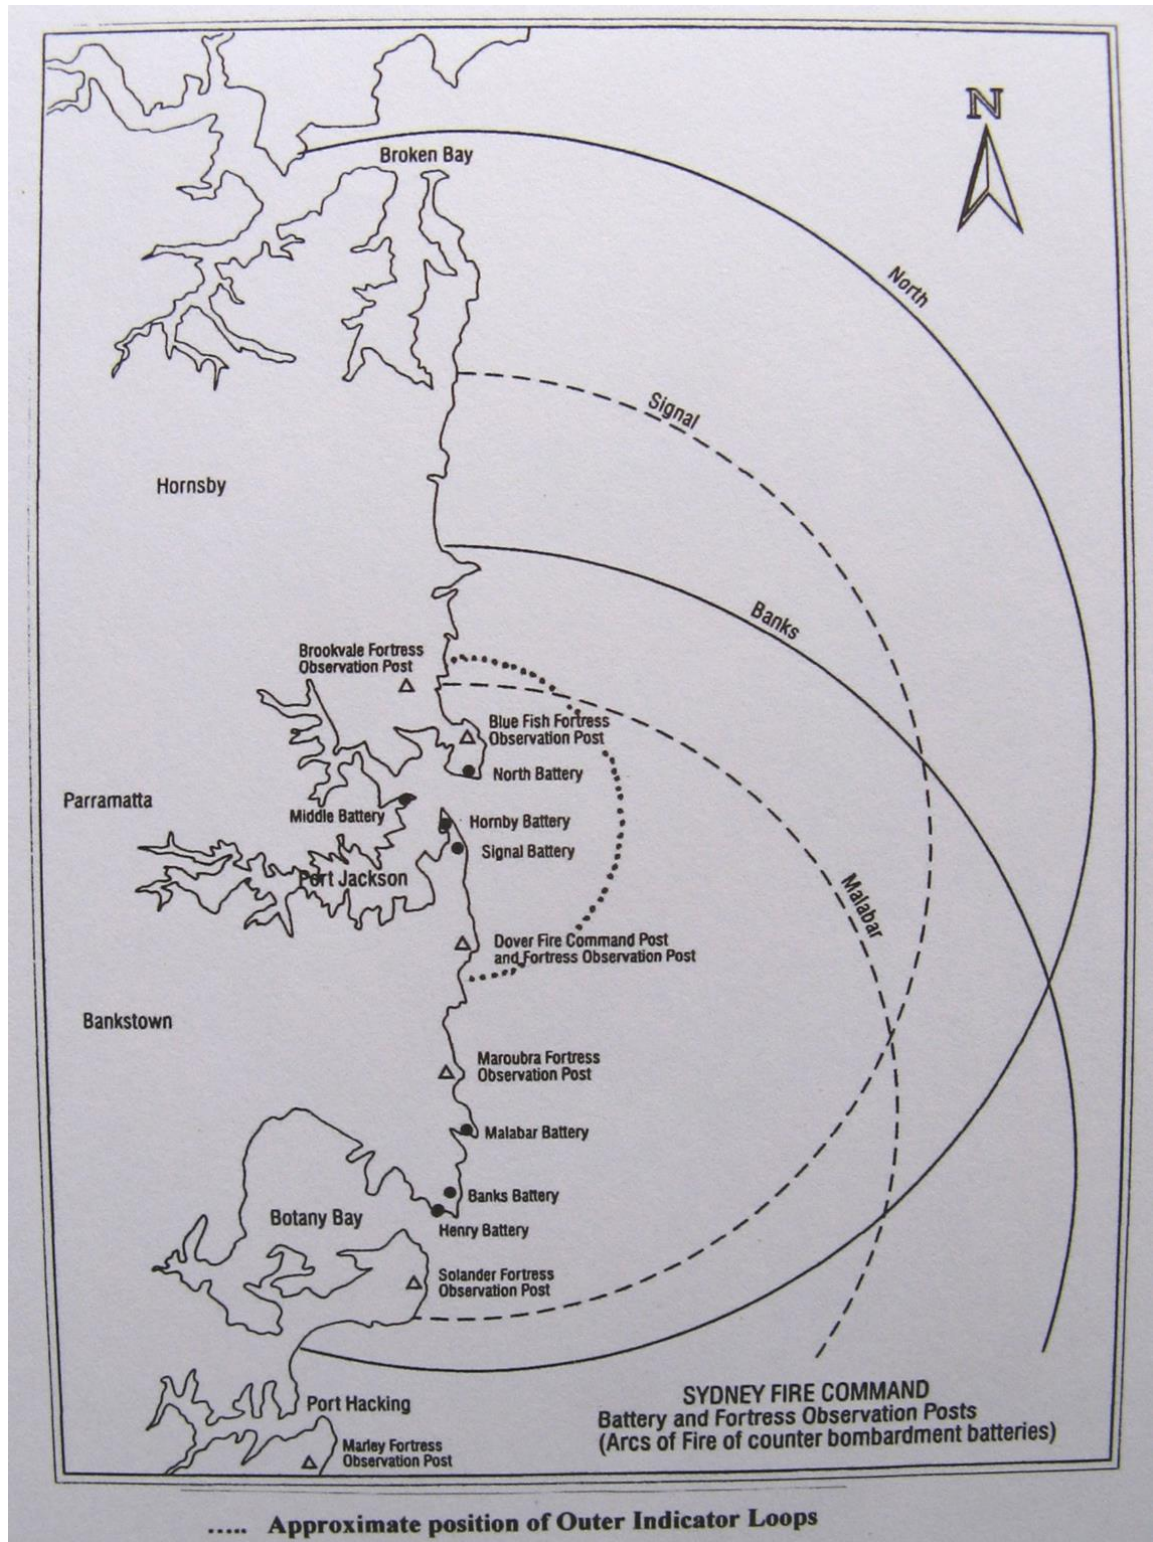 N
Broken Bay
North
Signal
Hornsby
Banks
Brookvale Fortress
Observation Post
Blue Fish Fortress
Observation Post
North Battery
Parramatta
Middle Battery
Hornby Battery
Signal Battery
Port Jackson
Malabar
Dover Fire Command Post
and Fortress Observation Post
Bankstown
Maroubra Fortress
Observation Post
Malabar Battery
Banks Battery
Botany Bay
Henry Battery
Solander Fortress
Observation Post
Port Hacking
Marley Fortress
Observation Post
SYDNEY FIRE COMMAND
Battery and Fortress Observation Posts
(Arcs of Fire of counter bombardment batteries)
..... Approximate position of Outer Indicator Loops